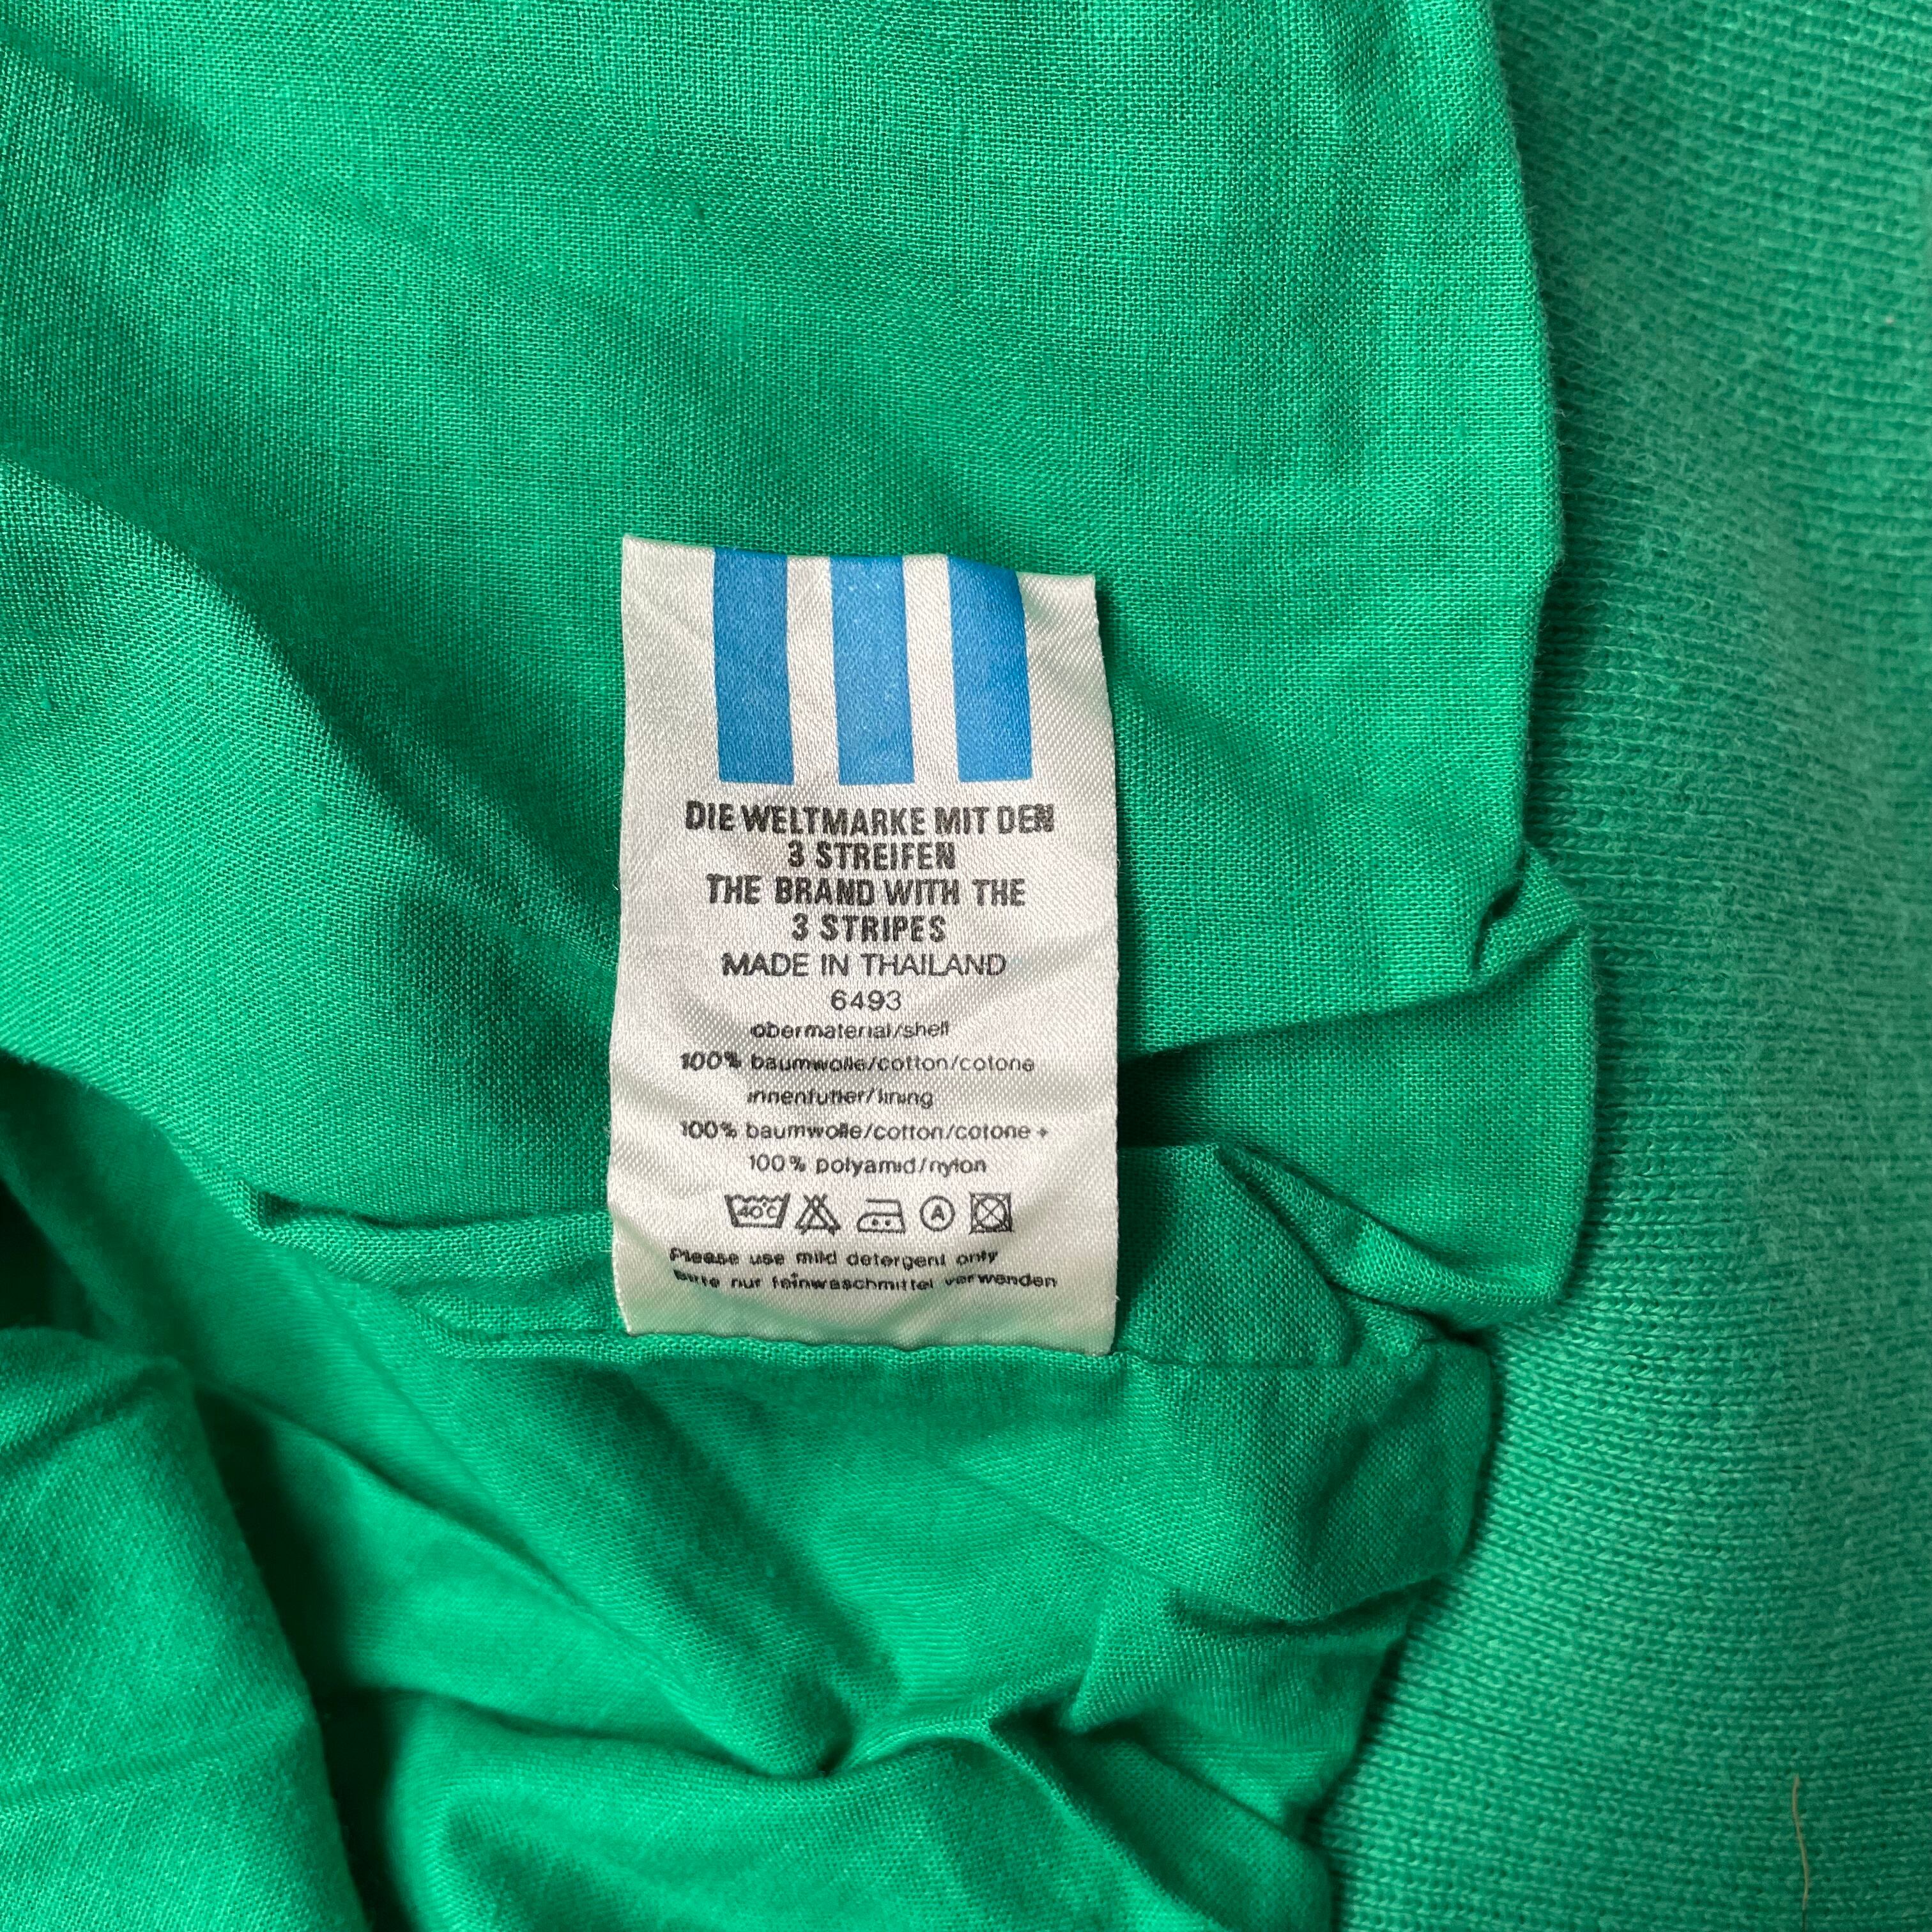 DIE WELTMARKE MIT DEN
3 STREIFEN
THE BRAND WITH THE
3 STRIPES
MADE IN THAILAND
6493
obermaterial/shell
100% baumwolle/cotton/cotone
innenfutter/lining
100% baumwolle/cotton/cotone +
100% polyamid/nylon
40°C A
Please use mild detergent only
Bitte nur feinwaschmittel verwenden